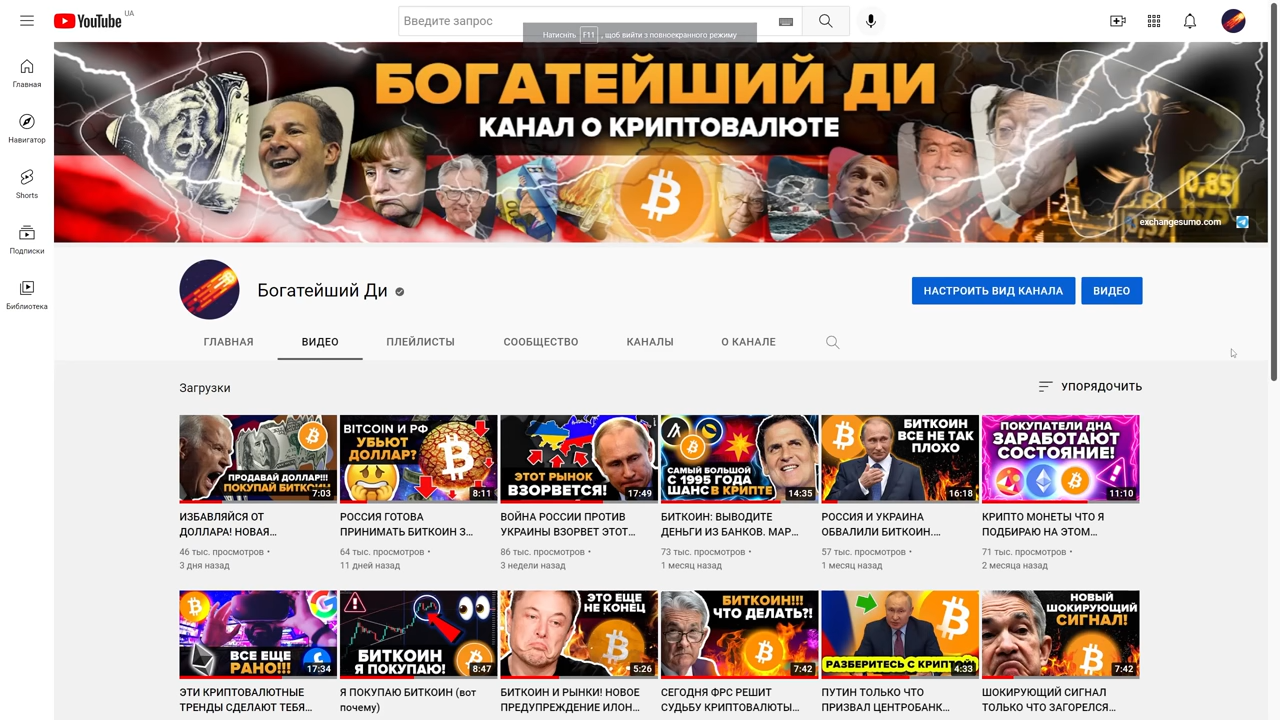 YouTube
UA
Введите запрос
Натисніть F11 , щоб вийти з повноекранного режиму
Главная
Навигатор
Shorts
Подписки
Библиотека
БОГАТЕЙШИЙ ДИ
КАНАЛ О КРИПТОВАЛЮТЕ
0,85
exchangesumo.com
Богатейший Ди
НАСТРОИТЬ ВИД КАНАЛА
ВИДЕО
ГЛАВНАЯ
ВИДЕО
ПЛЕЙЛИСТЫ
СООБЩЕСТВО
КАНАЛЫ
О КАНАЛЕ
Загрузки
УПОРЯДОЧИТЬ
ПРОДАВАЙ ДОЛЛАР!!!
ПОКУПАЙ БИТКОИН
7:03
ИЗБАВЛЯЙСЯ ОТ
ДОЛЛАРА! НОВАЯ...
46 тыс. просмотров •
3 дня назад
BITCOIN И РФ
УБЬЮТ
ДОЛЛАР?
8:11
РОССИЯ ГОТОВА
ПРИНИМАТЬ БИТКОИН З...
64 тыс. просмотров •
11 дней назад
ЭТОТ РЫНОК
ВЗОРВЕТСЯ!
17:49
ВОЙНА РОССИИ ПРОТИВ
УКРАИНЫ ВЗОРВЕТ ЭТОТ...
86 тыс. просмотров •
3 недели назад
САМЫЙ БОЛЬШОЙ
С 1995 ГОДА
ШАНС В КРИПТЕ
14:35
БИТКОИН: ВЫВОДИТЕ
ДЕНЬГИ ИЗ БАНКОВ. МАР...
73 тыс. просмотров •
1 месяц назад
БИТКОИН
ВСЕ НЕ ТАК
ПЛОХО
16:18
РОССИЯ И УКРАИНА
ОБВАЛИЛИ БИТКОИН....
57 тыс. просмотров •
1 месяц назад
ПОКУПАТЕЛИ ДНА
ЗАРАБОТАЮТ
СОСТОЯНИЕ!
11:10
КРИПТО МОНЕТЫ ЧТО Я
ПОДБИРАЮ НА ЭТОМ...
71 тыс. просмотров •
2 месяца назад
ВСЕ ЕЩЕ
РАНО!!!
17:34
ЭТИ КРИПТОВАЛЮТНЫЕ
ТРЕНДЫ СДЕЛАЮТ ТЕБЯ...
БИТКОИН
Я ПОКУПАЮ!
8:47
Я ПОКУПАЮ БИТКОИН (вот
почему)
ЭТО ЕЩЕ
НЕ КОНЕЦ
5:26
БИТКОИН И РЫНКИ! НОВОЕ
ПРЕДУПРЕЖДЕНИЕ ИЛОН...
БИТКОИН!!!
ЧТО ДЕЛАТЬ?!
7:42
СЕГОДНЯ ФРС РЕШИТ
СУДЬБУ КРИПТОВАЛЮТЫ...
РАЗБЕРИТЕСЬ С КРИПТОЙ
4:33
ПУТИН ТОЛЬКО ЧТО
ПРИЗВАЛ ЦЕНТРОБАНК...
НОВЫЙ
ШОКИРУЮЩИЙ
СИГНАЛ!
7:42
ШОКИРУЮЩИЙ СИГНАЛ
ТОЛЬКО ЧТО ЗАГОРЕЛСЯ...